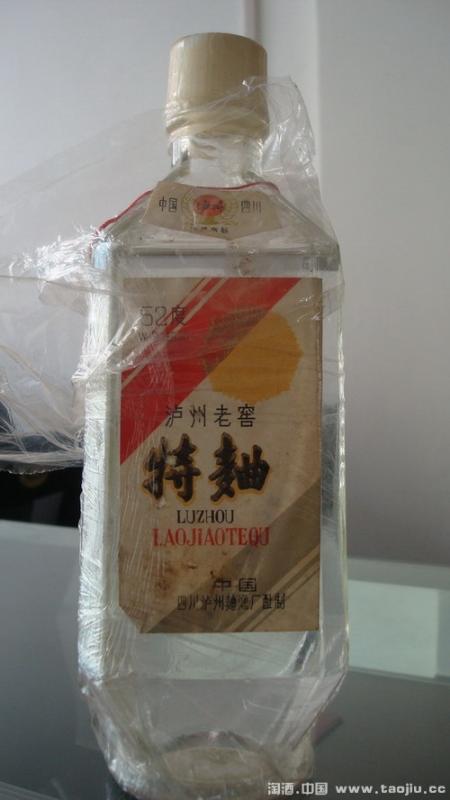 中国 四川
52度
泸州老窖
特麯
LUZHOU
LAOJIAOTEQU
中国
四川泸州麯酒厂酿制
淘酒.中国 www.taojiu.cc